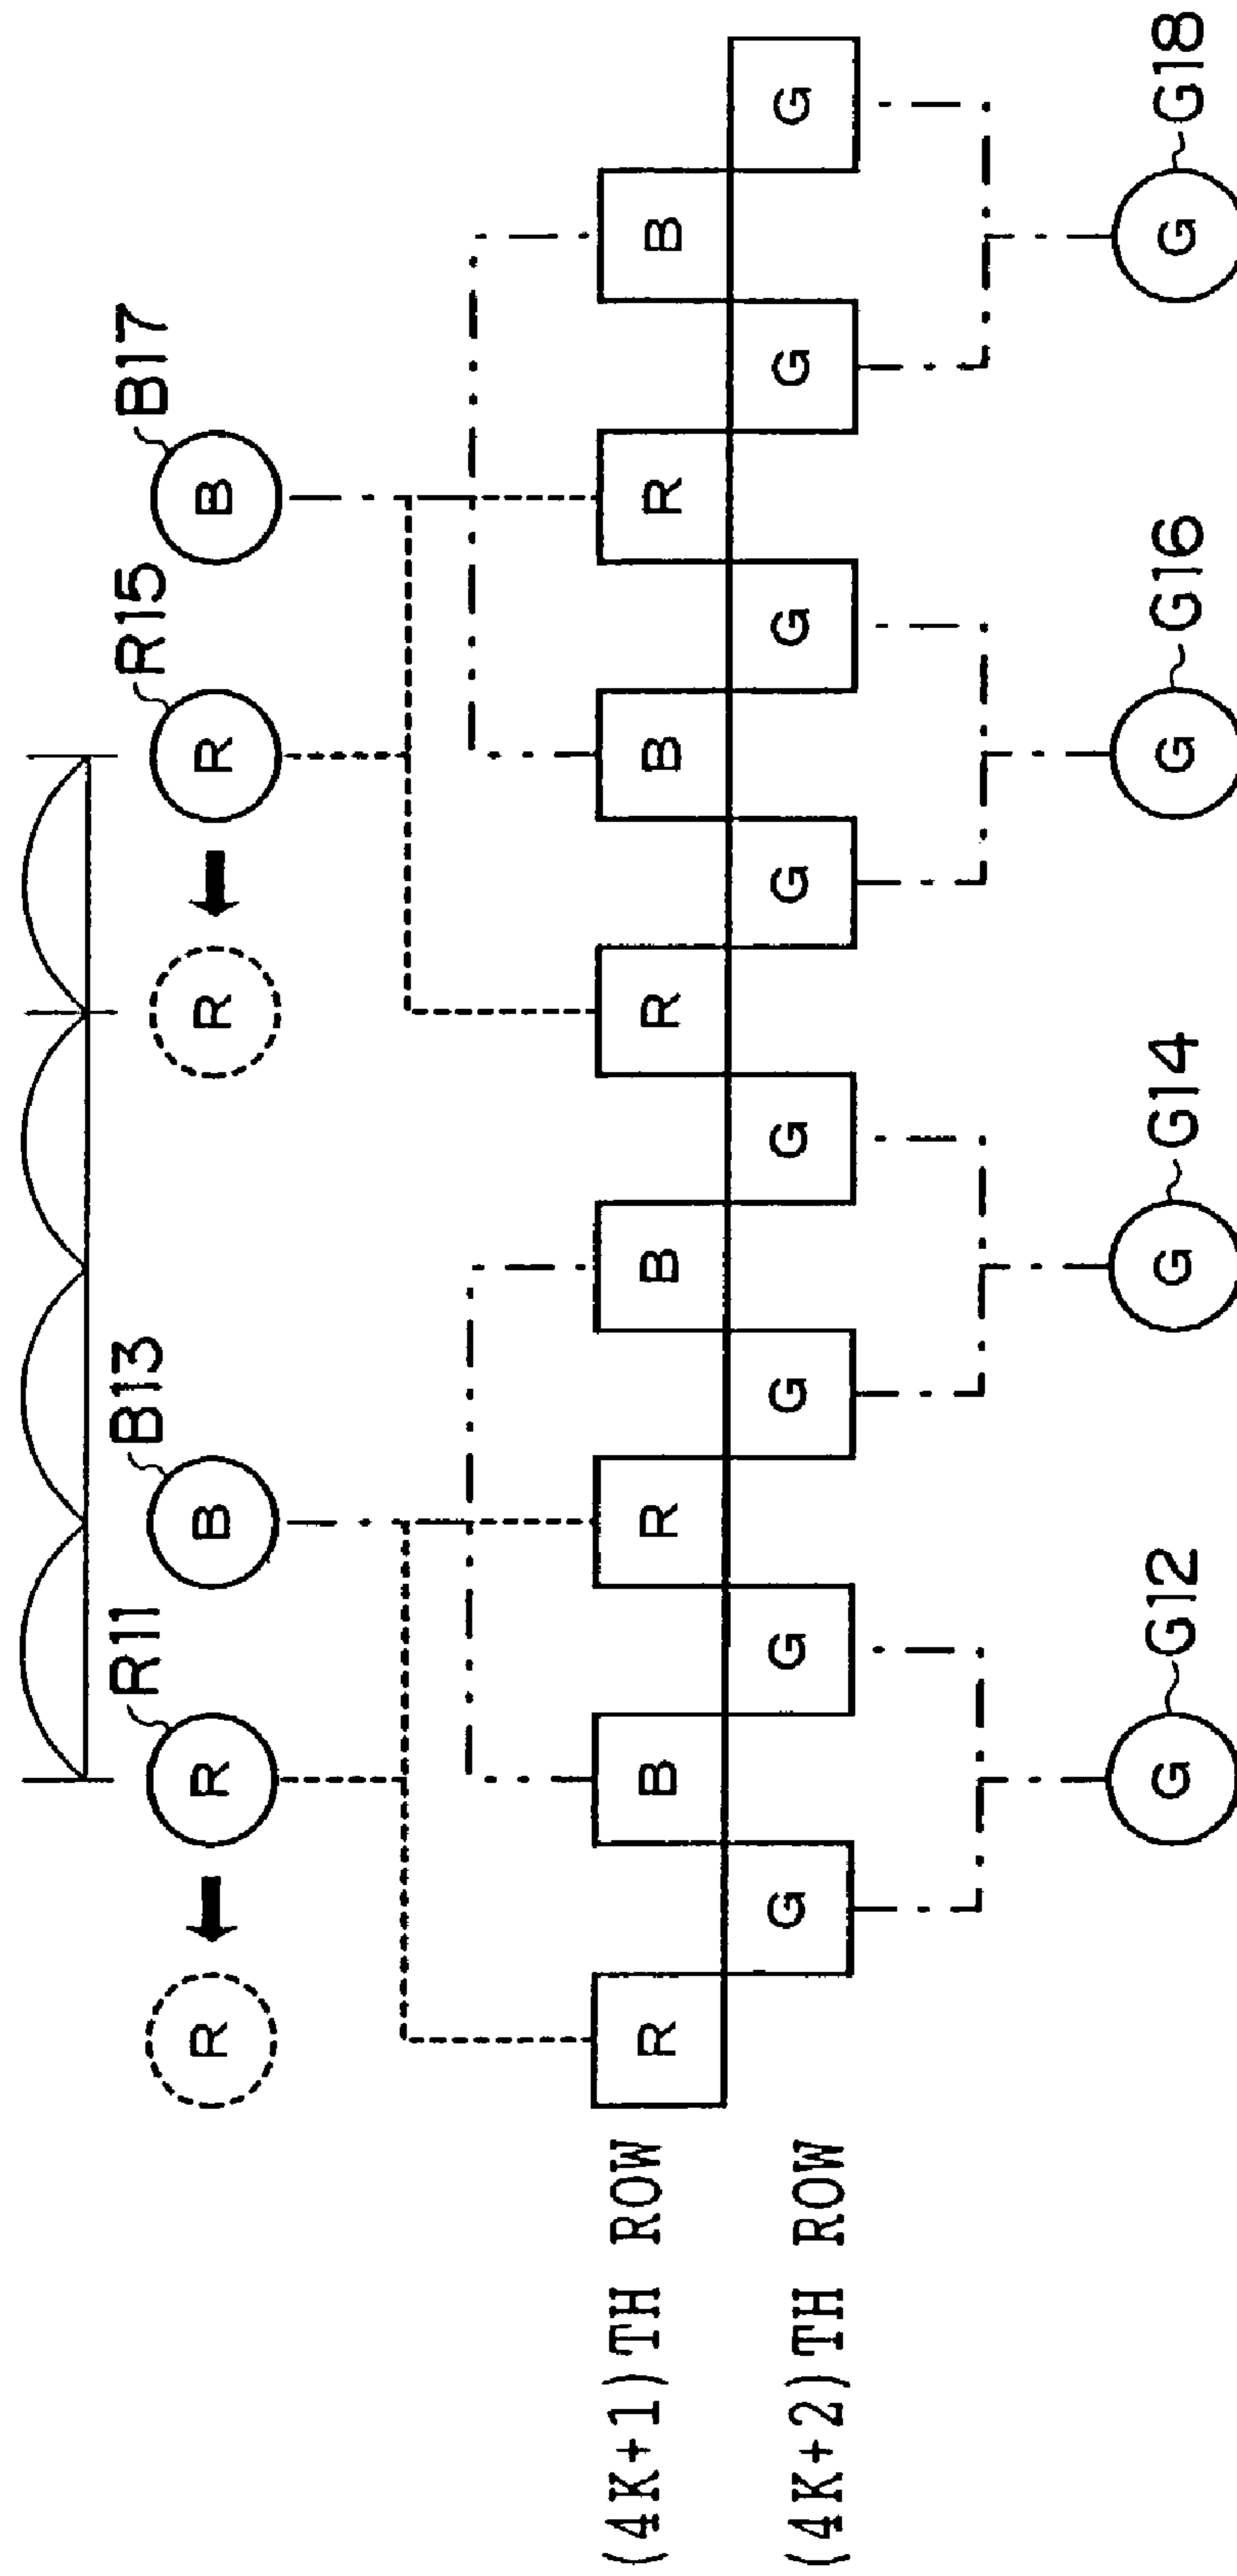 R11 B13 R15 B17
R R B R R B
(4K+1)TH ROW R B R B R B R B
(4K+2)TH ROW G G G G G G G G
G G G G
G12 G14 G16 G18